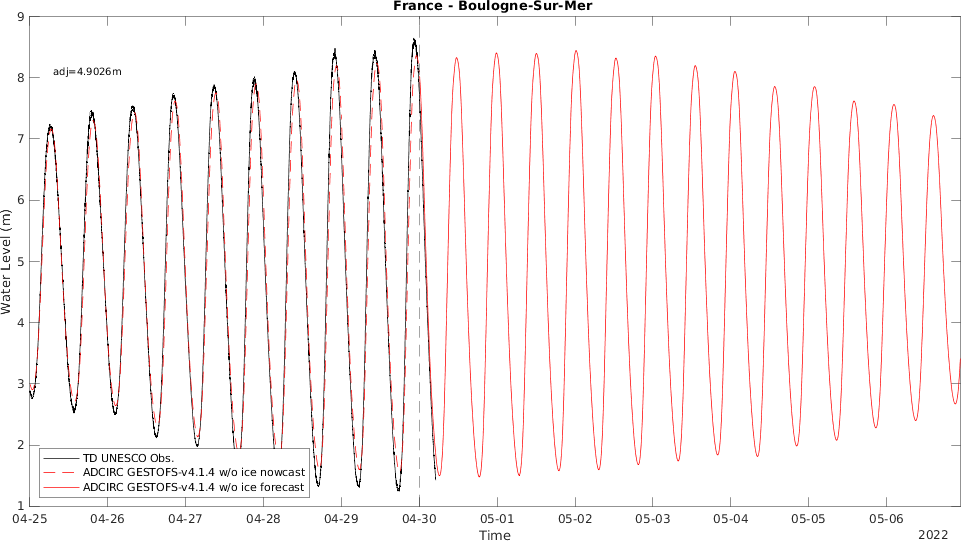 France - Boulogne-Sur-Mer
9
8
7
6
5
4
3
2
1
Water Level (m)
adj=4.9026m
TD UNESCO Obs.
ADCIRC GESTOFS-v4.1.4 w/o ice nowcast
ADCIRC GESTOFS-v4.1.4 w/o ice forecast
04-25 04-26 04-27 04-28 04-29 04-30 05-01 05-02 05-03 05-04 05-05 05-06
Time
2022